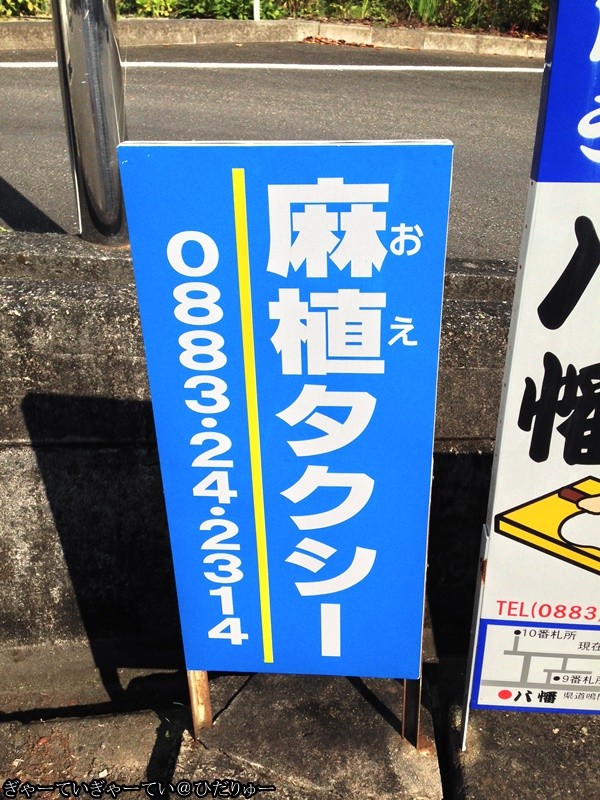 麻植タクシー
おえ
0883・24・2314
八幡
TEL(0883)
10番札所
現在
9番札所
八幡
県道鳴門
ぎゃーていぎゃーてい@ひだりゅー